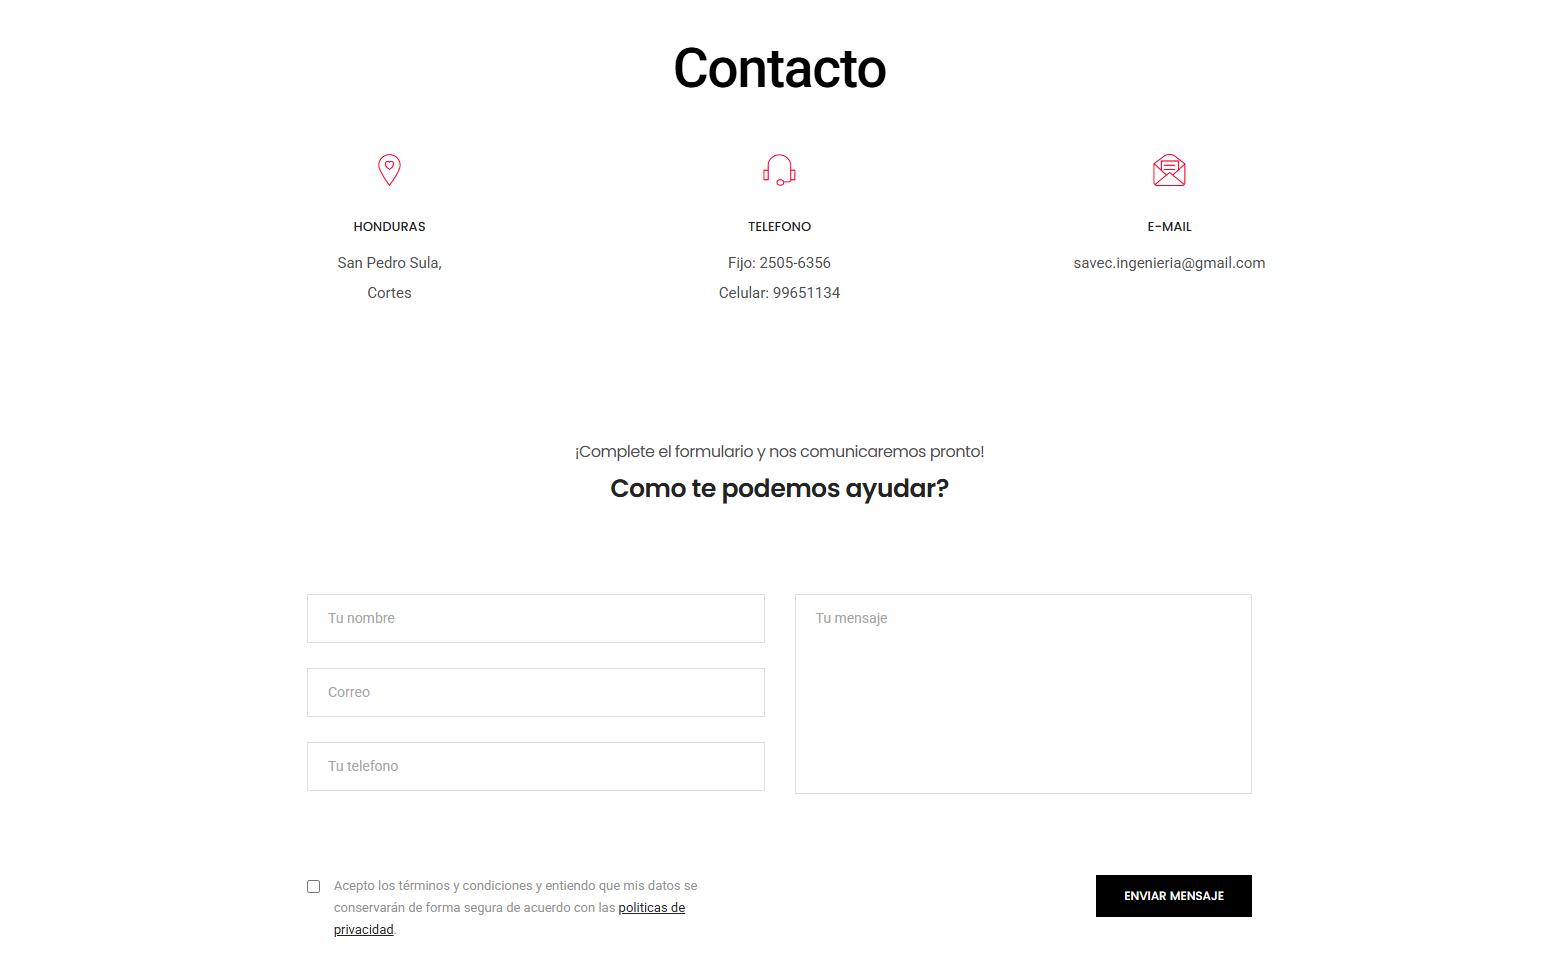 Contacto
HONDURAS
San Pedro Sula,
Cortes
TELEFONO
Fijo: 2505-6356
Celular: 99651134
E-MAIL
savec.ingenieria@gmail.com
¡Complete el formulario y nos comunicaremos pronto!
Como te podemos ayudar?
Tu nombre
Correo
Tu telefono
Tu mensaje
Acepto los términos y condiciones y entiendo que mis datos se
conservarán de forma segura de acuerdo con las politicas de
privacidad.
ENVIAR MENSAJE